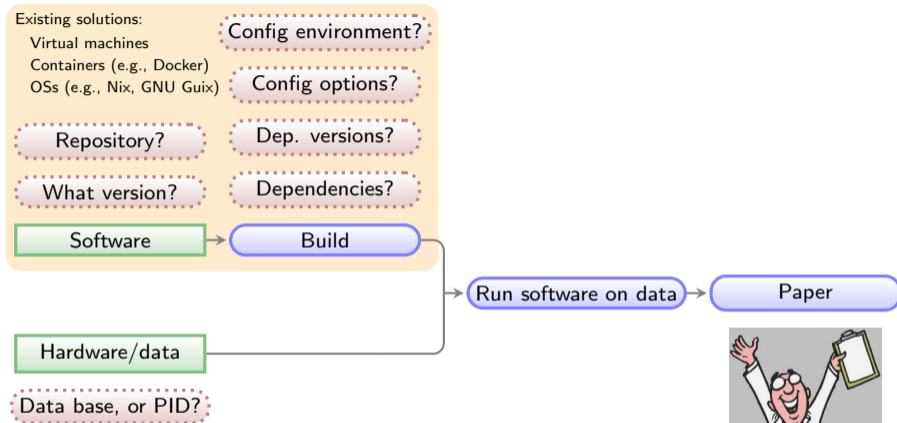 Existing solutions:
Virtual machines
Containers (e.g., Docker)
OSs (e.g., Nix, GNU Guix)
Config environment?
Config options?
Repository?
Dep. versions?
What version?
Dependencies?
Software
Build
Run software on data
Paper
Hardware/data
Data base, or PID?